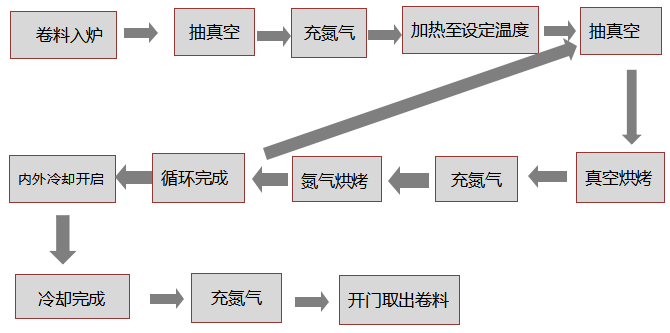 卷料入炉
抽真空
充氮气
加热至设定温度
抽真空
真空烘烤
充氮气
氮气烘烤
循环完成
内外冷却开启
冷却完成
充氮气
开门取出卷料